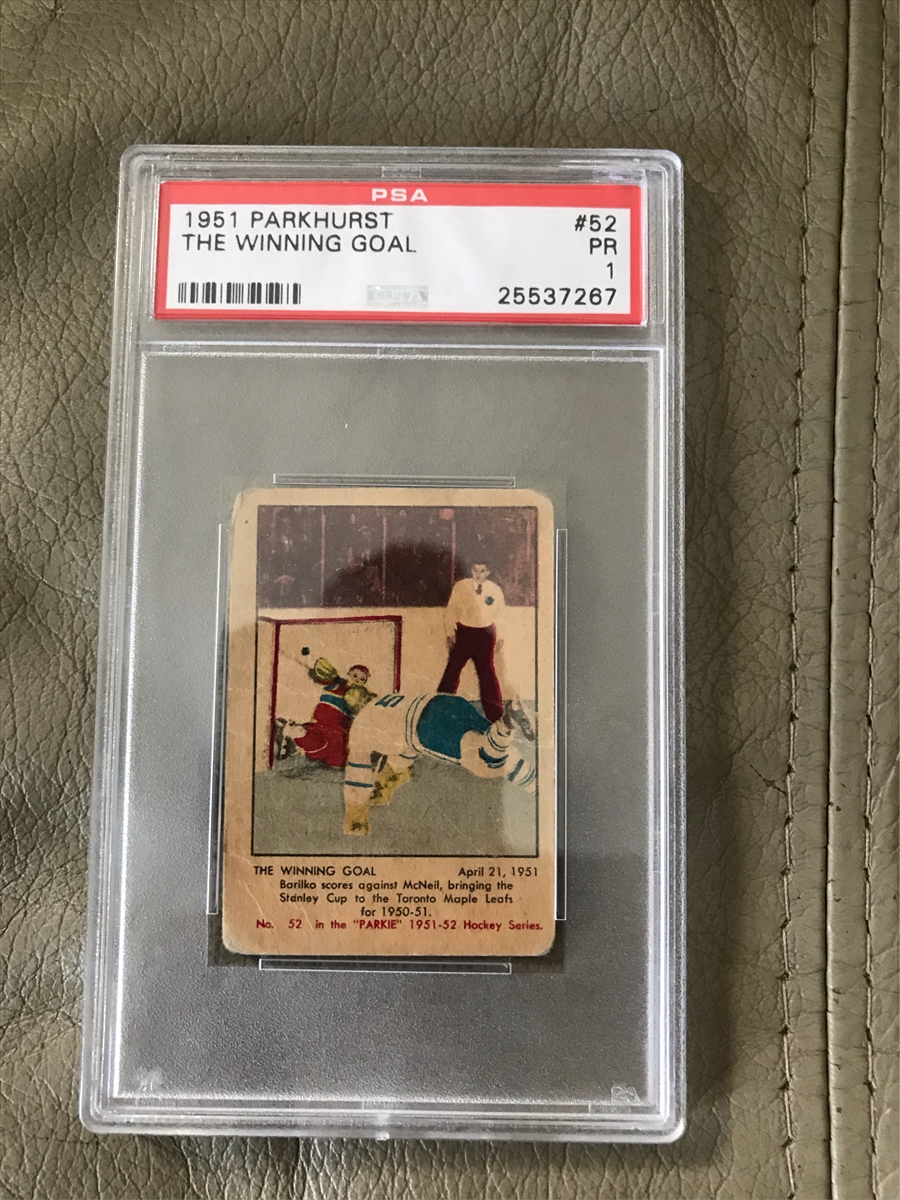 PSA
1951 PARKHURST #52
THE WINNING GOAL PR
1
25537267
5
THE WINNING GOAL April 21, 1951
Barilko scores against McNeil, bringing the
Stanley Cup to the Toronto Maple Leafs
for 1950-51.
No. 52 in the "PARKIE" 1951-52 Hockey Series.
PSA